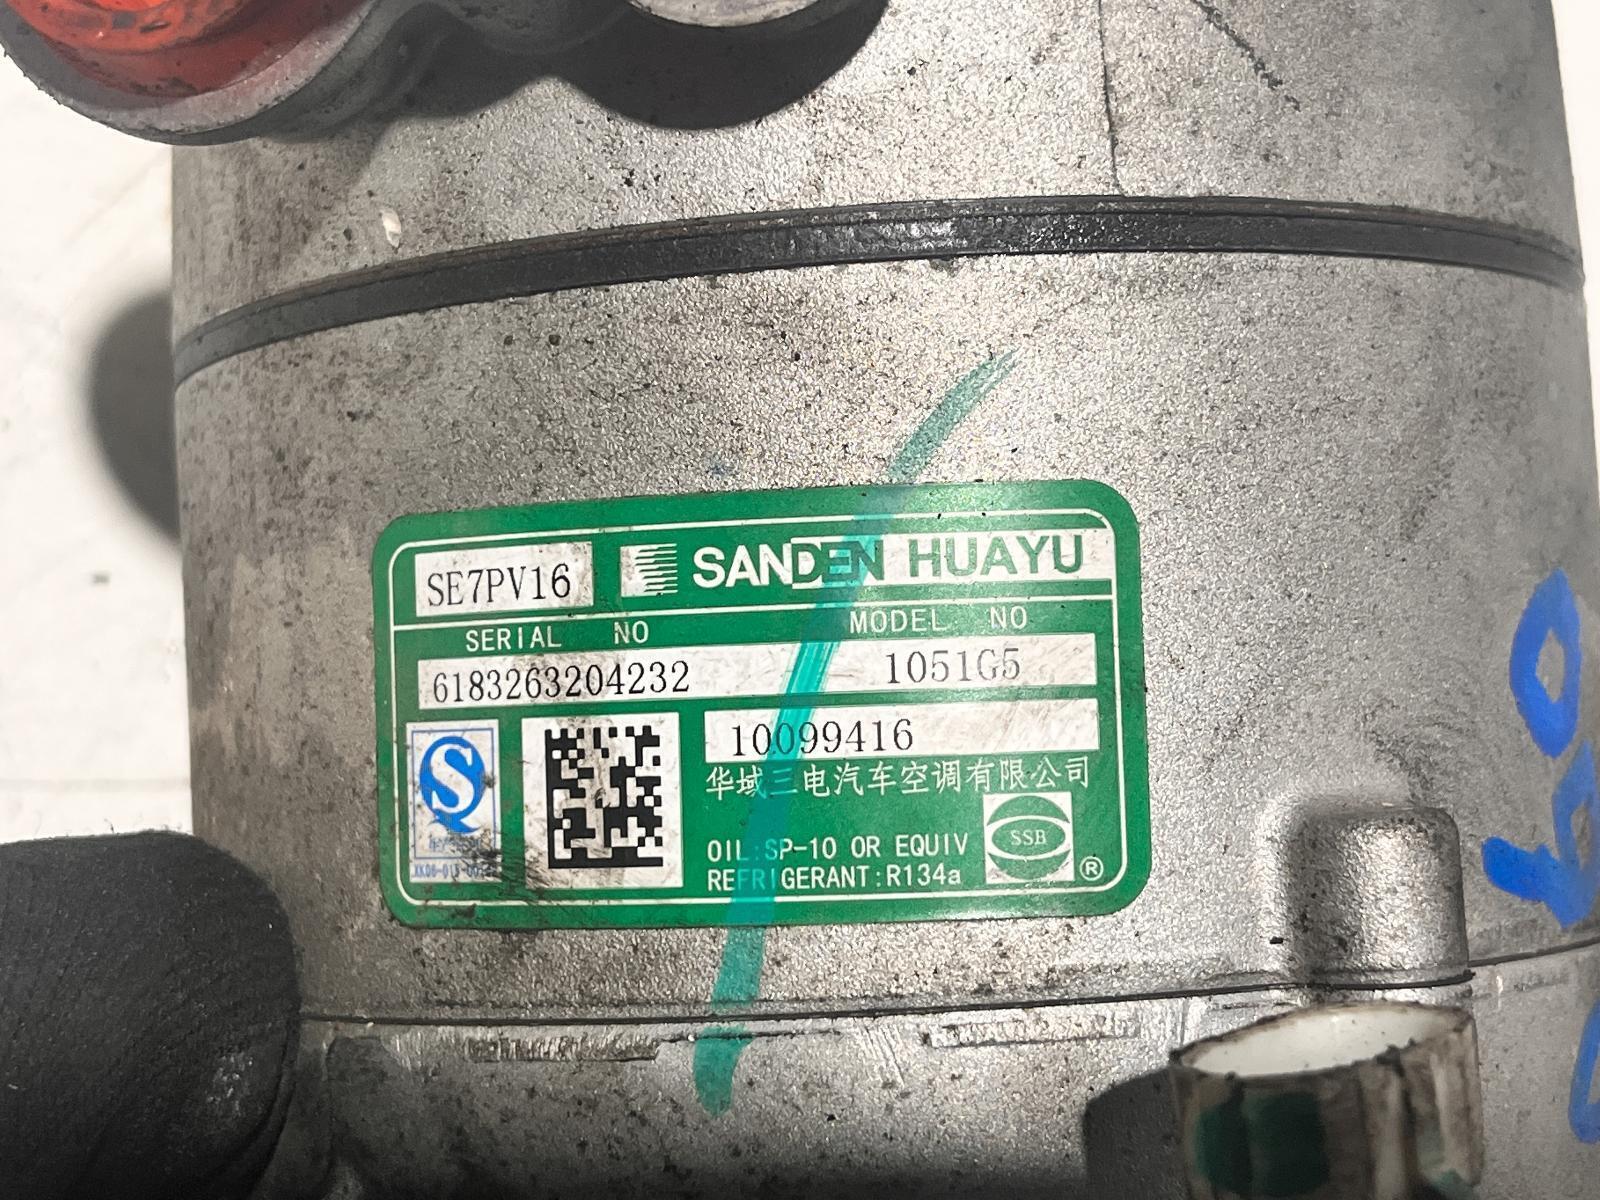 SE7PV16 SANDEN HUAYU
SERIAL NO MODEL NO
6183263204232 1051G5
10099416
华域三电汽车空调有限公司
OIL:SP-10 OR EQUIV
SSB
REFRIGERANT:R134a ®